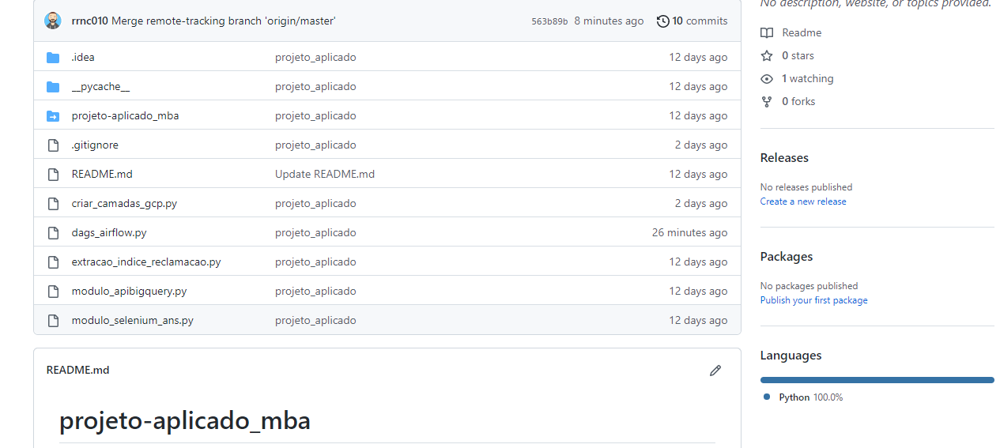 No description, website, or topics provided.
rrnc010 Merge remote-tracking branch 'origin/master' 563b89b 8 minutes ago 10 commits
.idea projeto_aplicado 12 days ago
__pycache__ projeto_aplicado 12 days ago
projeto-aplicado_mba projeto_aplicado 12 days ago
.gitignore projeto_aplicado 2 days ago
README.md Update README.md 12 days ago
criar_camadas_gcp.py projeto_aplicado 2 days ago
dags_airflow.py projeto_aplicado 26 minutes ago
extracao_indice_reclamacao.py projeto_aplicado 12 days ago
modulo_apibigquery.py projeto_aplicado 12 days ago
modulo_selenium_ans.py projeto_aplicado 12 days ago
README.md
projeto-aplicado_mba
Readme
0 stars
1 watching
0 forks
Releases
No releases published
Create a new release
Packages
No packages published
Publish your first package
Languages
Python 100.0%